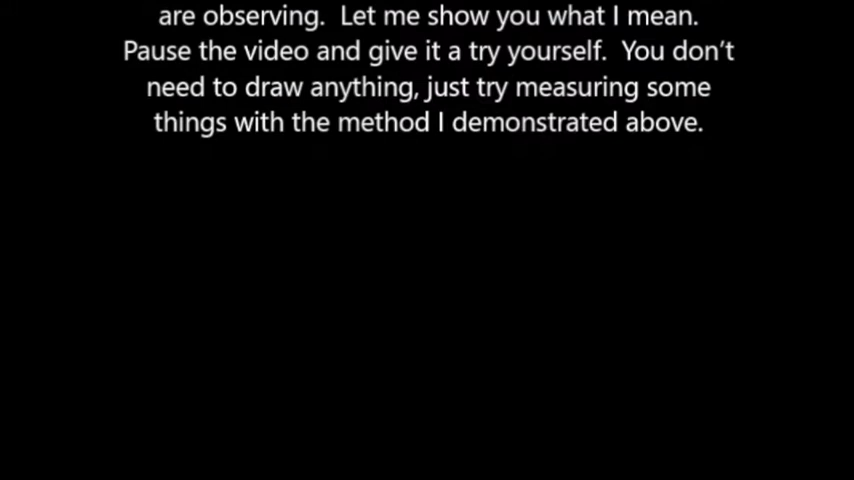 are observing.  Let me show you what I mean.
Pause the video and give it a try yourself.  You don't
need to draw anything, just try measuring some
things with the method I demonstrated above.